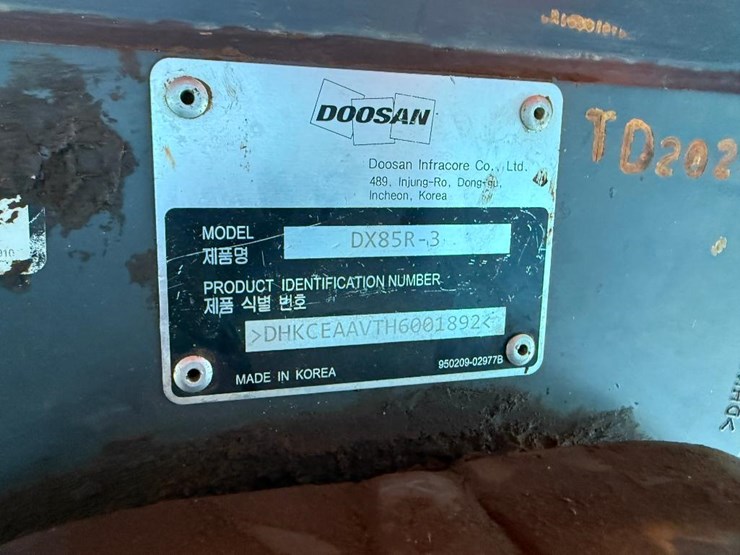 DOOSAN
Doosan Infracore Co., Ltd.
489, Injung-Ro, Dong-gu,
Incheon, Korea
MODEL
제품명
DX85R-3
PRODUCT IDENTIFICATION NUMBER
제품 식별 번호
>DHKCEAAVTH6001892<
MADE IN KOREA
950209-02977B
TD202
>DH